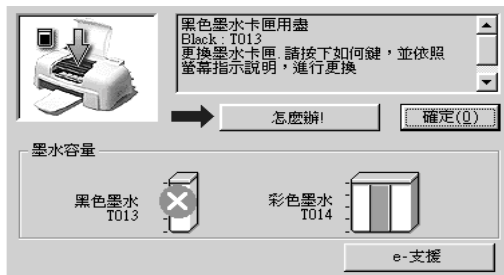 黑色墨水卡匣用盡
Black : T013
更換墨水卡匣.請按下如何鍵，並依照
螢幕指示說明，進行更換
怎麼辦!
確定(O)
墨水容量
黑色墨水
T013
彩色墨水
T014
e-支援